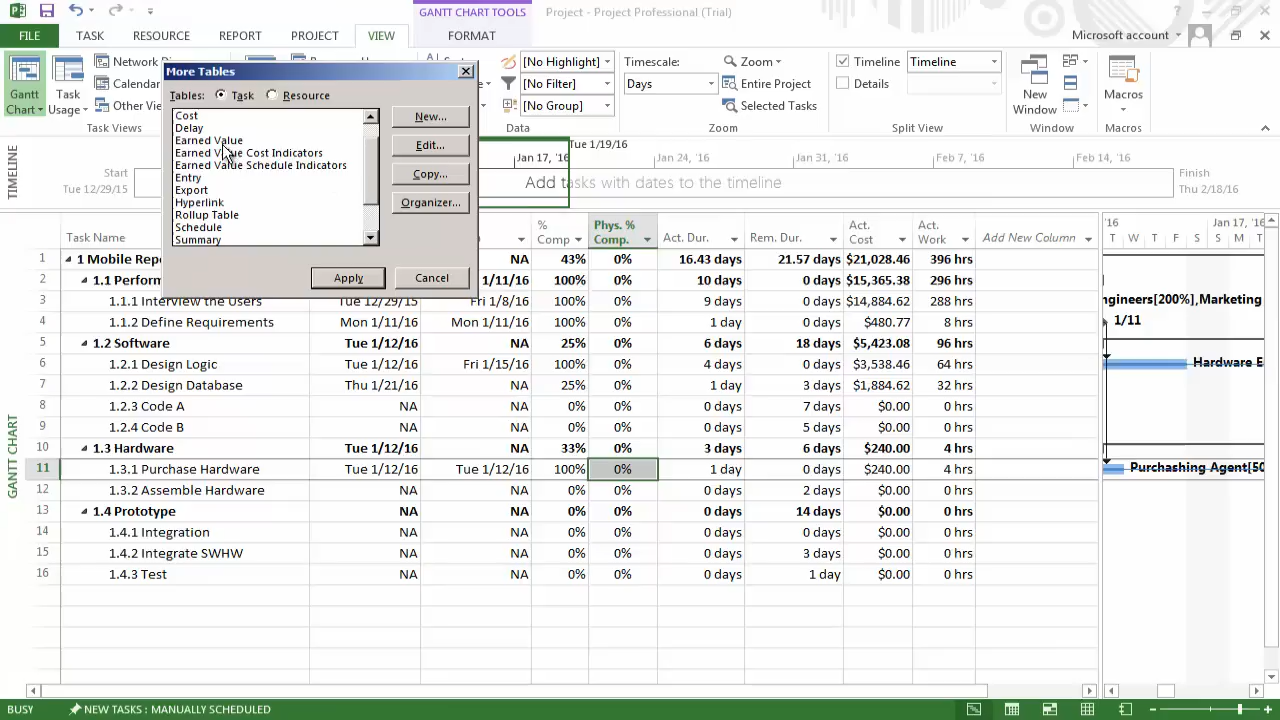 GANTT CHART TOOLS
Project - Project Professional (Trial)
FILE TASK RESOURCE REPORT PROJECT VIEW FORMAT
Microsoft account
Gantt Chart
Task Usage
Network
Calendar
Other Vie
Task Views
[No Highlight]
[No Filter]
[No Group]
Data
Timescale:
Days
Zoom
Entire Project
Selected Tasks
Zoom
Timeline Timeline
Details
Split View
New Window
Window
Macros
Macros
More Tables
Tables: Task Resource
Cost
Delay
Earned Value
Earned Value Cost Indicators
Earned Value Schedule Indicators
Entry
Export
Hyperlink
Rollup Table
Schedule
Summary
New...
Edit...
Copy...
Organizer...
Apply Cancel
TIMELINE
Tue 1/19/16
Jan 17, '16 Jan 24, '16 Jan 31, '16 Feb 7, '16 Feb 14, '16
Start
Tue 12/29/15
Add tasks with dates to the timeline
Finish
Thu 2/18/16
GANTT CHART
Task Name % Comp Phys. % Comp. Act. Dur. Rem. Dur. Act. Cost Act. Work Add New Column '16 Jan 17, '1
T W T F S S M
1 1 Mobile Rep NA 43% 0% 16.43 days 21.57 days $21,028.46 396 hrs
2 1.1 Perform 1/11/16 100% 0% 10 days 0 days $15,365.38 296 hrs
3 1.1.1 Interview the Users Tue 12/29/15 Fri 1/8/16 100% 0% 9 days 0 days $14,884.62 288 hrs ngineers[200%],Marketing
4 1.1.2 Define Requirements Mon 1/11/16 Mon 1/11/16 100% 0% 1 day 0 days $480.77 8 hrs 1/11
5 1.2 Software Tue 1/12/16 NA 25% 0% 6 days 18 days $5,423.08 96 hrs
6 1.2.1 Design Logic Tue 1/12/16 Fri 1/15/16 100% 0% 4 days 0 days $3,538.46 64 hrs Hardware E
7 1.2.2 Design Database Thu 1/21/16 NA 25% 0% 1 day 3 days $1,884.62 32 hrs
8 1.2.3 Code A NA NA 0% 0% 0 days 7 days $0.00 0 hrs
9 1.2.4 Code B NA NA 0% 0% 0 days 5 days $0.00 0 hrs
10 1.3 Hardware Tue 1/12/16 NA 33% 0% 3 days 6 days $240.00 4 hrs
11 1.3.1 Purchase Hardware Tue 1/12/16 Tue 1/12/16 100% 0% 1 day 0 days $240.00 4 hrs Purchashing Agent[50
12 1.3.2 Assemble Hardware NA NA 0% 0% 0 days 2 days $0.00 0 hrs
13 1.4 Prototype NA NA 0% 0% 0 days 14 days $0.00 0 hrs
14 1.4.1 Integration NA NA 0% 0% 0 days 0 days $0.00 0 hrs
15 1.4.2 Integrate SWHW NA NA 0% 0% 0 days 3 days $0.00 0 hrs
16 1.4.3 Test NA NA 0% 0% 0 days 1 day $0.00 0 hrs
BUSY NEW TASKS : MANUALLY SCHEDULED